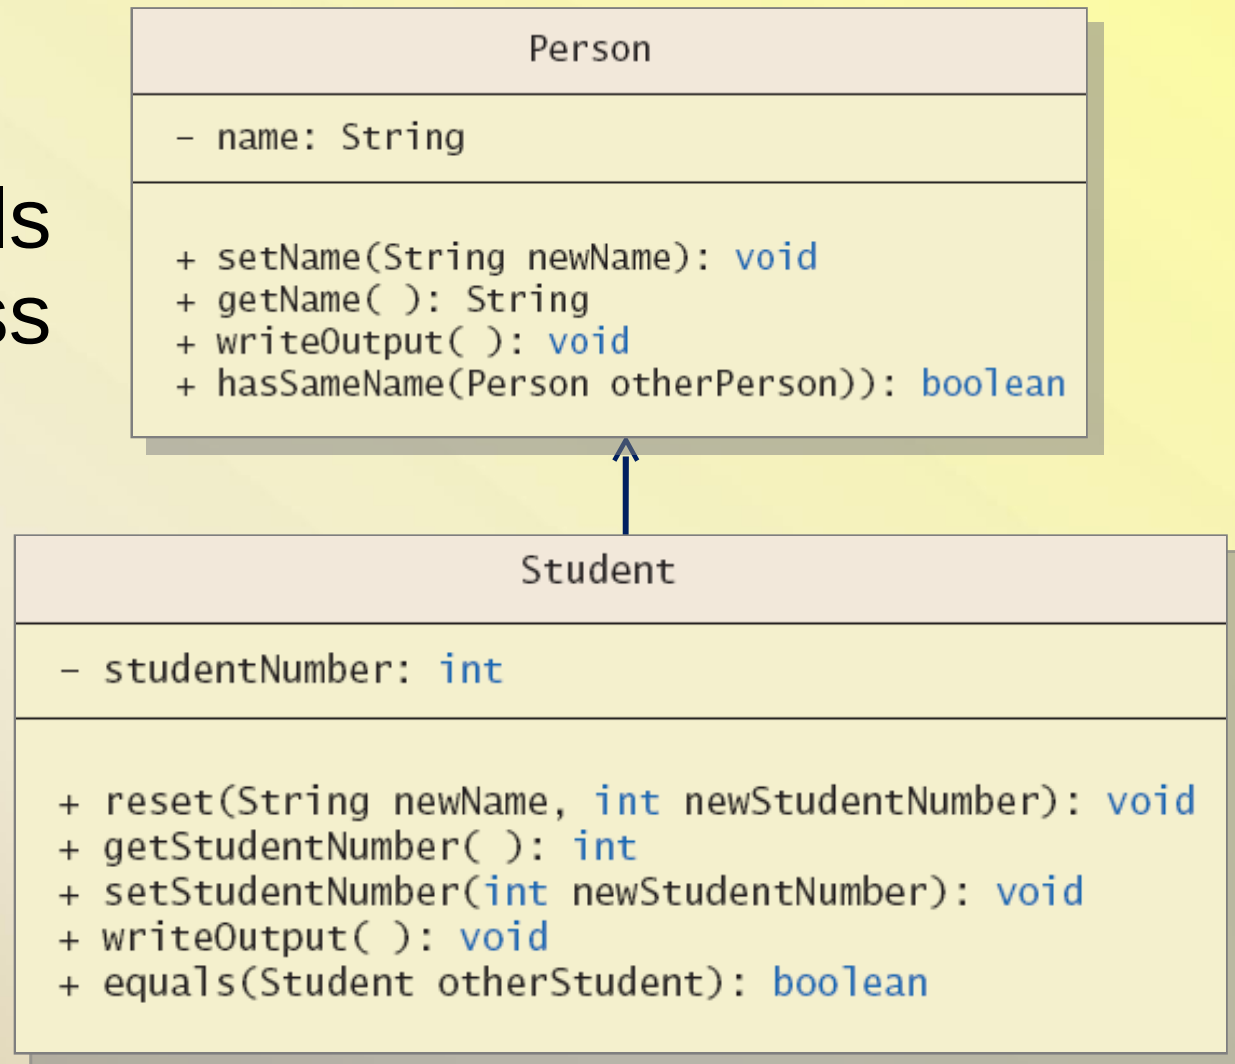 Person
– name: String
+ setName(String newName): void
+ getName( ): String
+ writeOutput( ): void
+ hasSameName(Person otherPerson)): boolean
Student
– studentNumber: int
+ reset(String newName, int newStudentNumber): void
+ getStudentNumber( ): int
+ setStudentNumber(int newStudentNumber): void
+ writeOutput( ): void
+ equals(Student otherStudent): boolean